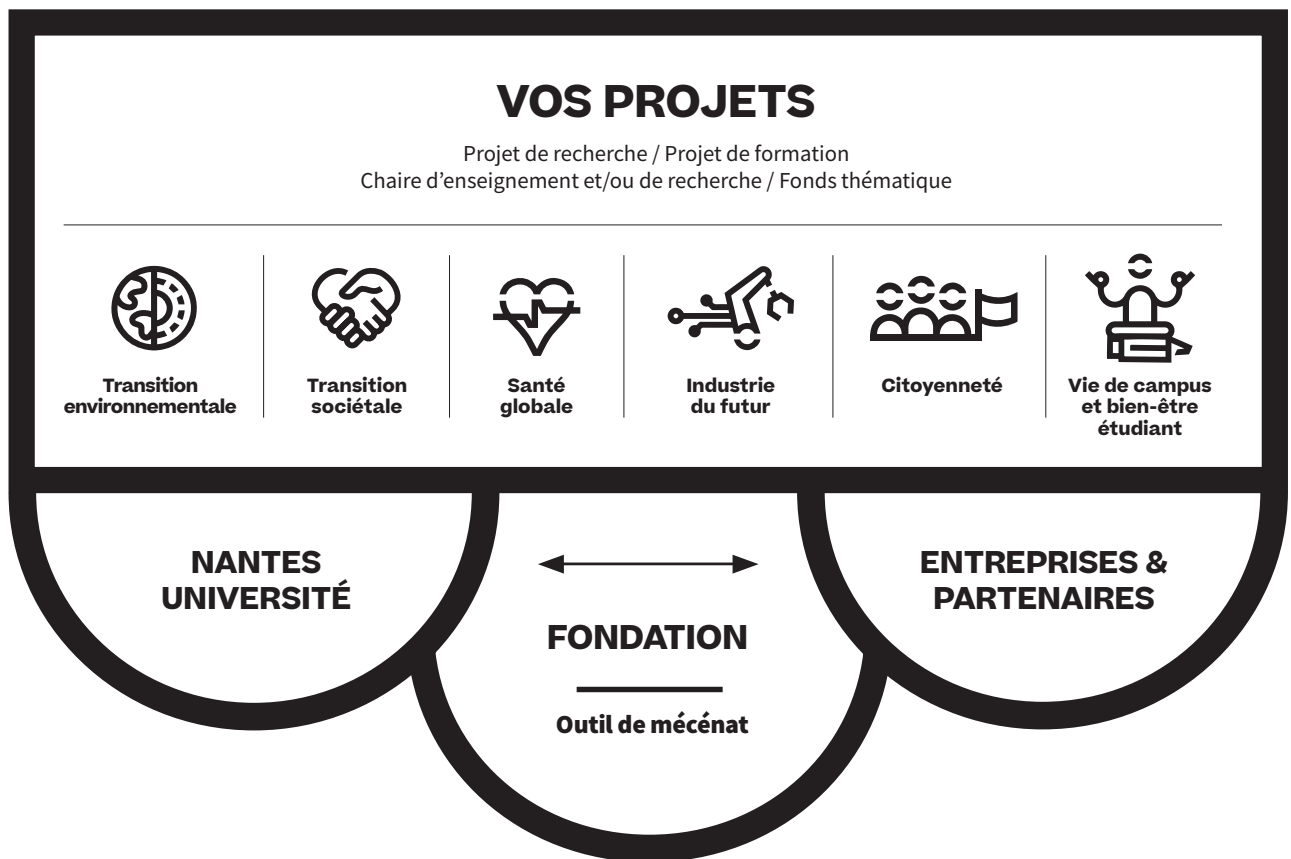 VOS PROJETS
Projet de recherche / Projet de formation
Chaire d’enseignement et/ou de recherche / Fonds thématique
Transition
environnementale
Transition
sociétale
Santé
globale
Industrie
du futur
Citoyenneté
Vie de campus
et bien-être
étudiant
NANTES
UNIVERSITÉ
FONDATION
Outil de mécénat
ENTREPRISES &
PARTENAIRES